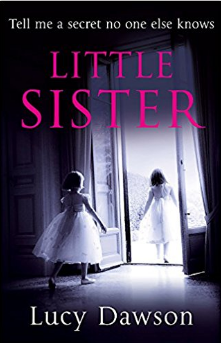 Tell me a secret no one else knows
LITTLE
SISTER
Lucy Dawson